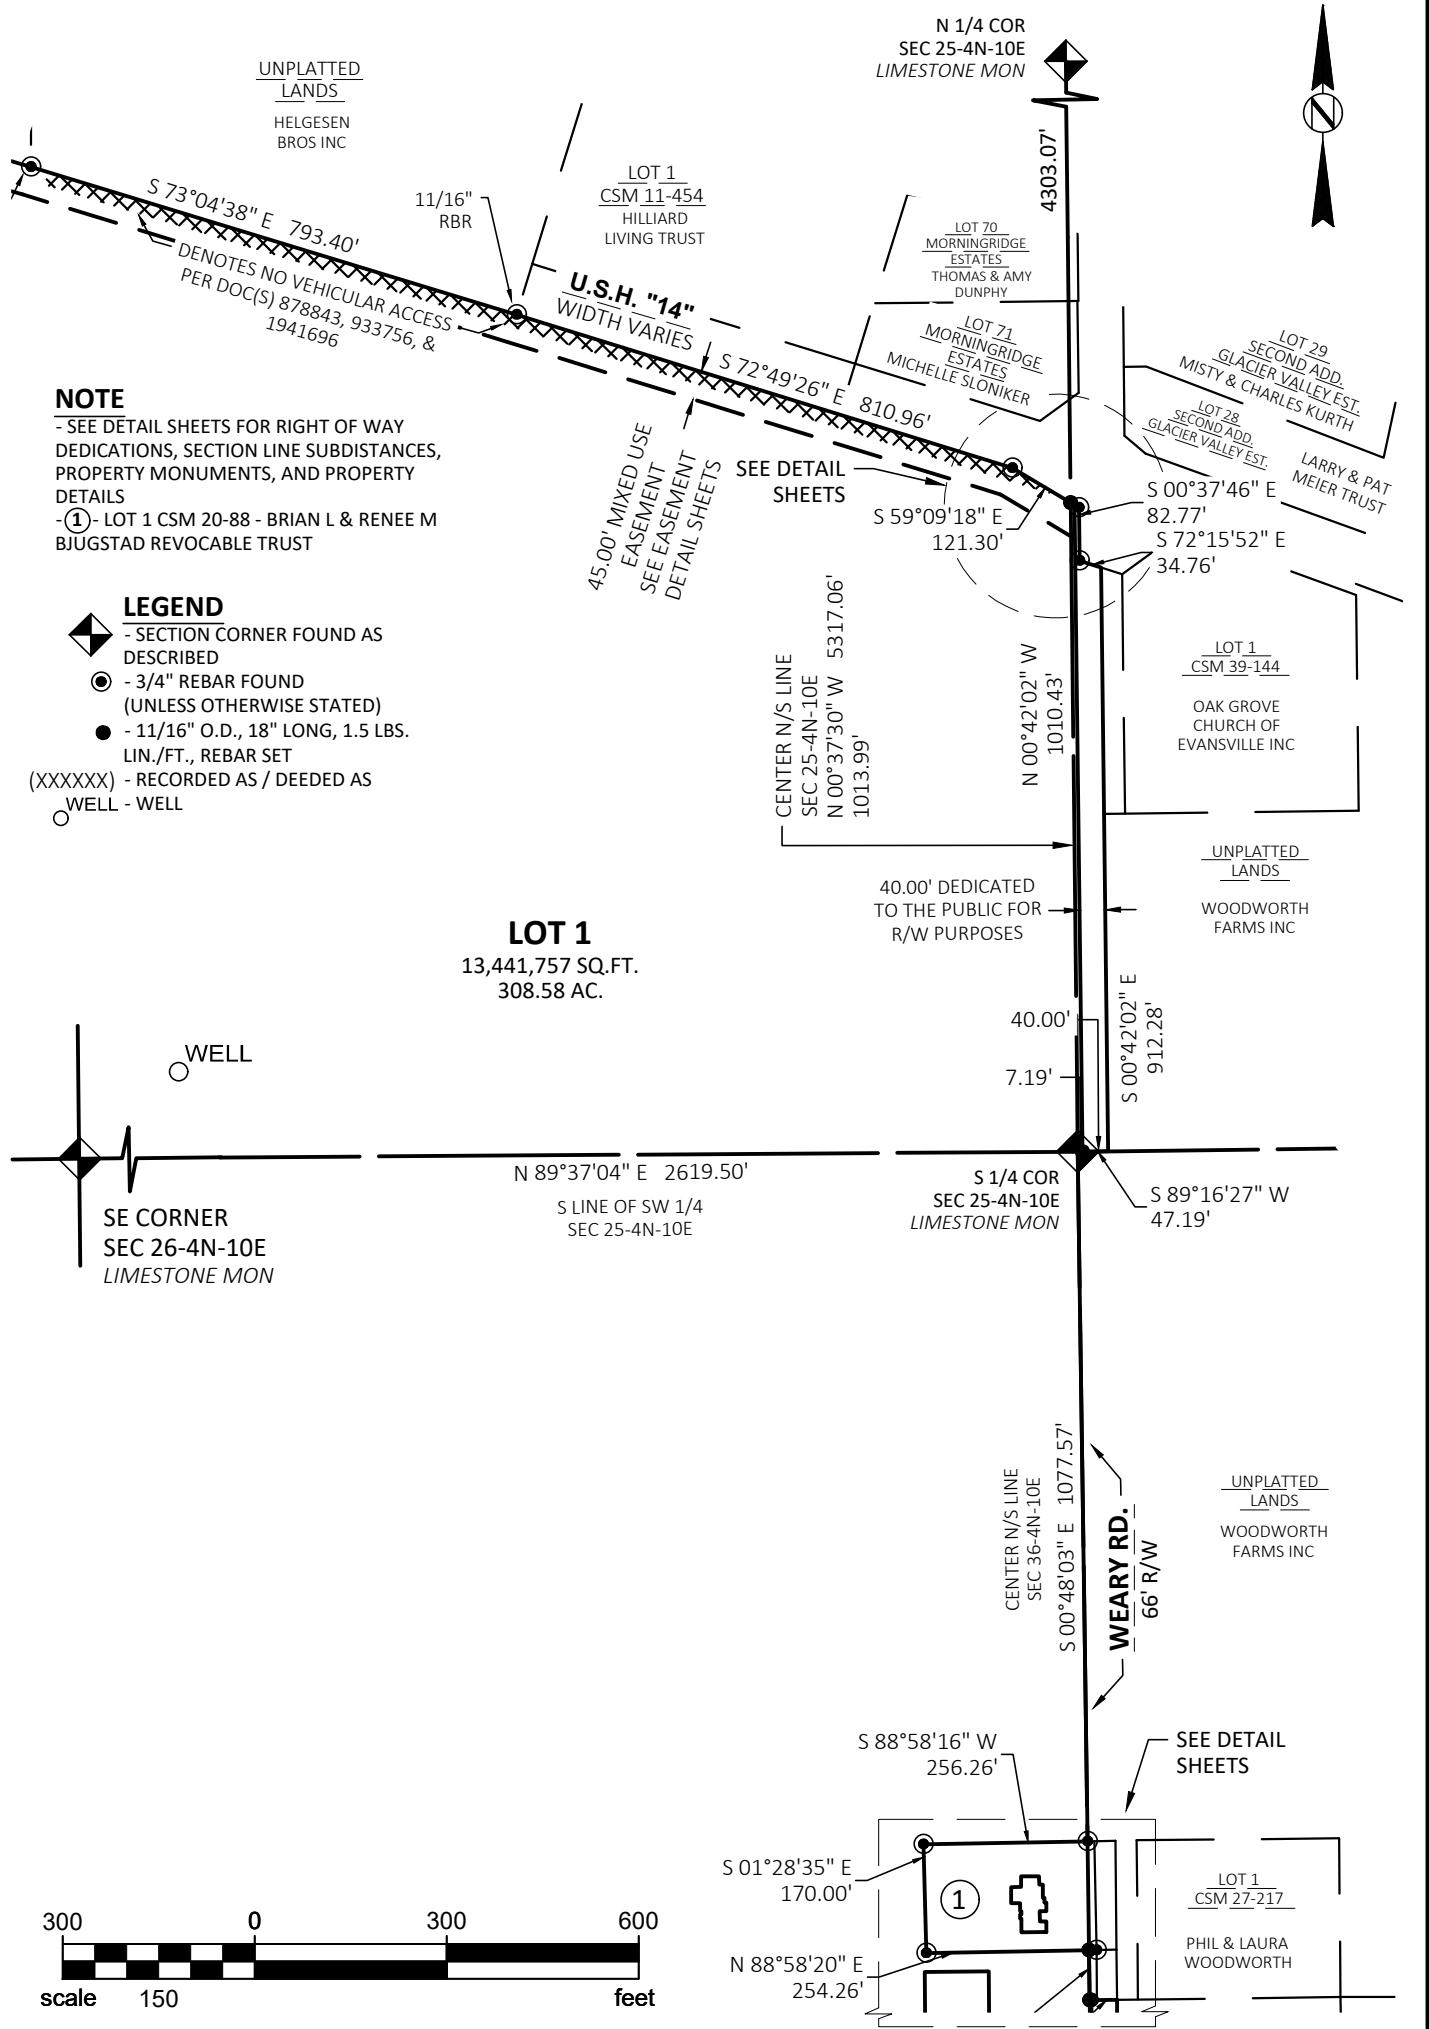 N 1/4 COR
SEC 25-4N-10E
LIMESTONE MON
N
4303.07'
UNPLATTED
LANDS
HELGESEN
BROS INC
LOT 1
CSM 11-454
HILLIARD
LIVING TRUST
11/16"
RBR
S 73°04'38" E 793.40'
DENOTES NO VEHICULAR ACCESS
PER DOC(S) 878843, 933756, &
1941696
U.S.H. "14"
WIDTH VARIES
S 72°49'26" E 810.96'
LOT 70
MORNINGRIDGE
ESTATES
THOMAS & AMY
DUNPHY
LOT 71
MORNINGRIDGE
ESTATES
MICHELLE SLONIKER
LOT 29
SECOND ADD.
GLACIER VALLEY EST.
MISTY & CHARLES KURTH
LOT 28
SECOND ADD.
GLACIER VALLEY EST.
LARRY & PAT
MEIER TRUST
NOTE
- SEE DETAIL SHEETS FOR RIGHT OF WAY
DEDICATIONS, SECTION LINE SUBDISTANCES,
PROPERTY MONUMENTS, AND PROPERTY
DETAILS
- 1 - LOT 1 CSM 20-88 - BRIAN L & RENEE M
BJUGSTAD REVOCABLE TRUST
45.00' MIXED USE
EASEMENT
SEE EASEMENT
DETAIL SHEETS
SEE DETAIL
SHEETS
S 59°09'18" E
121.30'
S 00°37'46" E
82.77'
S 72°15'52" E
34.76'
LEGEND
- SECTION CORNER FOUND AS
DESCRIBED
- 3/4" REBAR FOUND
(UNLESS OTHERWISE STATED)
- 11/16" O.D., 18" LONG, 1.5 LBS.
LIN./FT., REBAR SET
(XXXXXX) - RECORDED AS / DEEDED AS
WELL - WELL
CENTER N/S LINE
SEC 25-4N-10E
N 00°37'30" W 5317.06'
1013.99'
N 00°42'02" W
1010.43'
LOT 1
CSM 39-144
OAK GROVE
CHURCH OF
EVANSVILLE INC
UNPLATTED
LANDS
WOODWORTH
FARMS INC
40.00' DEDICATED
TO THE PUBLIC FOR
R/W PURPOSES
LOT 1
13,441,757 SQ.FT.
308.58 AC.
40.00'
7.19'
S 00°42'02" E
912.28'
WELL
N 89°37'04" E 2619.50'
S LINE OF SW 1/4
SEC 25-4N-10E
S 1/4 COR
SEC 25-4N-10E
LIMESTONE MON
S 89°16'27" W
47.19'
SE CORNER
SEC 26-4N-10E
LIMESTONE MON
CENTER N/S LINE
SEC 36-4N-10E
S 00°48'03" E 1077.57'
WEARY RD.
66' R/W
UNPLATTED
LANDS
WOODWORTH
FARMS INC
S 88°58'16" W
256.26'
SEE DETAIL
SHEETS
S 01°28'35" E
170.00'
1
LOT 1
CSM 27-217
PHIL & LAURA
WOODWORTH
N 88°58'20" E
254.26'
300 0 300 600
scale 150 feet